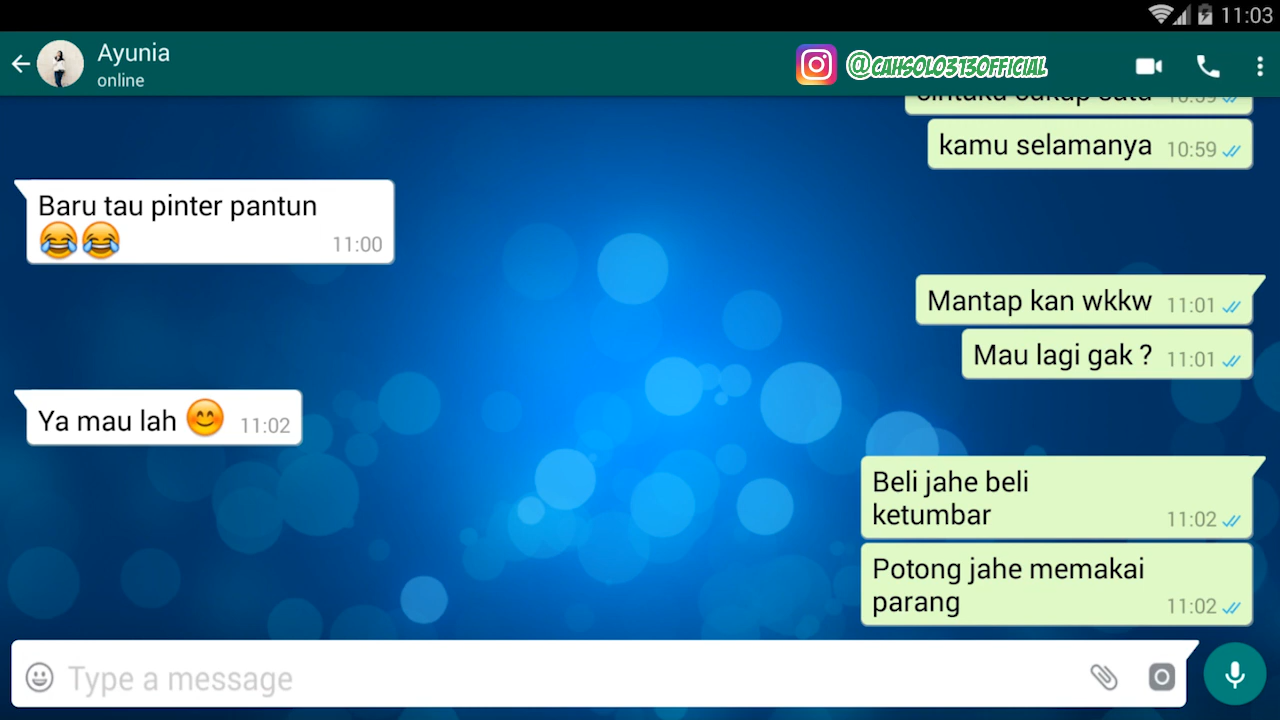 11:03
Ayunia
online
@CAHSOLO313OFFICIAL
kamu selamanya 10:59
Baru tau pinter pantun
😂😂 11:00
Mantap kan wkkw 11:01
Mau lagi gak ? 11:01
Ya mau lah 😊 11:02
Beli jahe beli
ketumbar 11:02
Potong jahe memakai
parang 11:02
Type a message